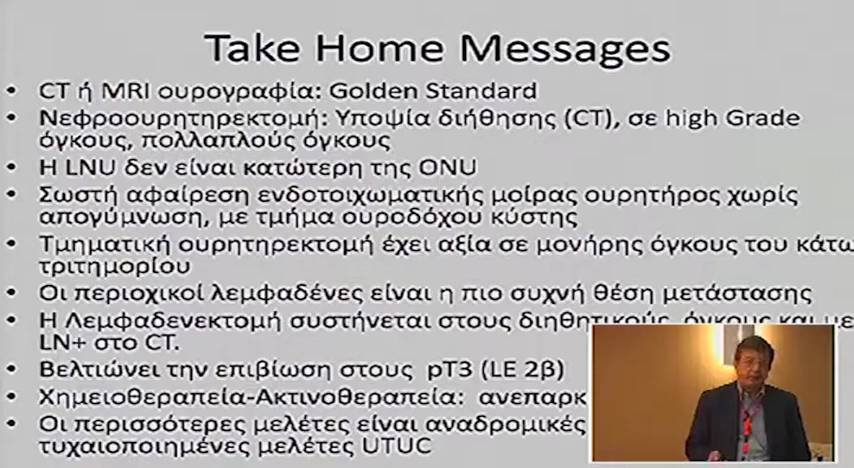 Take Home Messages
• CT ή MRI ουρογραφία: Golden Standard
• Νεφροουρητηρεκτομή: Υποψία διήθησης (CT), σε high Grade
όγκους, πολλαπλούς όγκους
• Η LNU δεν είναι κατώτερη της ONU
• Σωστή αφαίρεση ενδοτοιχωματικής μοίρας ουρητήρος χωρίς
απογύμνωση, με τμήμα ουροδόχου κύστης
• Τμηματική ουρητηρεκτομή έχει αξία σε μονήρης όγκους του κάτω
τριτημορίου
• Οι περιοχικοί λεμφαδένες είναι η πιο συχνή θέση μετάστασης
• Η Λεμφαδενεκτομή συστήνεται στους διηθητικούς όγκους και με
LN+ στο CT.
• Βελτιώνει την επιβίωση στους pT3 (LE 2β)
• Χημειοθεραπεία-Ακτινοθεραπεία:
• Οι περισσότερες μελέτες είναι αναδρομικές
τυχαιοποιημένες μελέτες UTUC